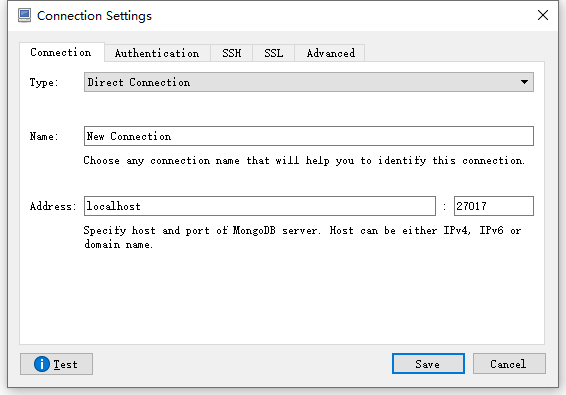 Connection Settings
Connection Authentication SSH SSL Advanced
Type: Direct Connection
Name: New Connection
Choose any connection name that will help you to identify this connection.
Address: localhost : 27017
Specify host and port of MongoDB server. Host can be either IPv4, IPv6 or
domain name.
Test Save Cancel